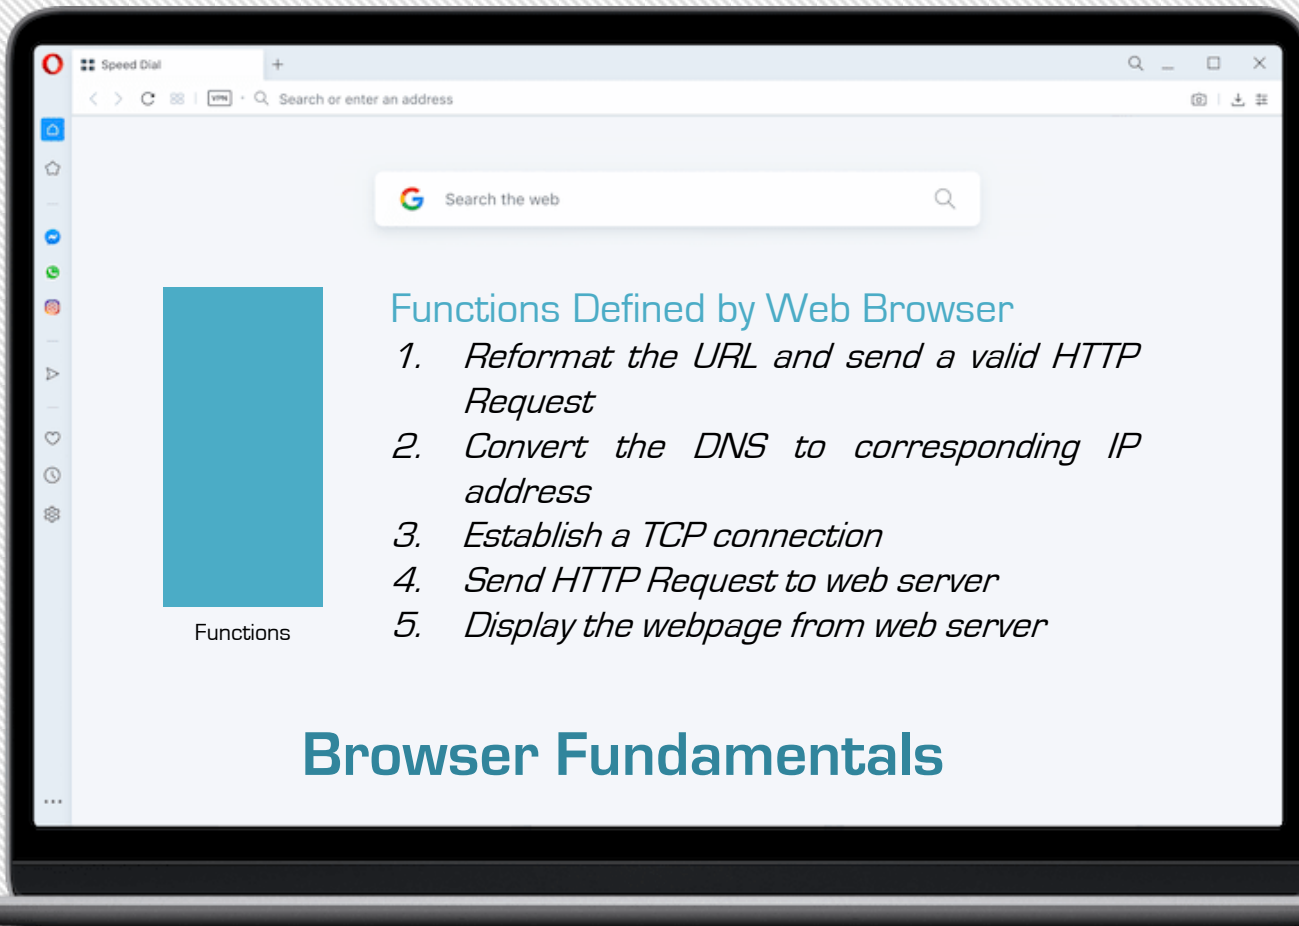 Speed Dial
VPN
Search or enter an address
Search the web
Functions Defined by Web Browser
1. Reformat the URL and send a valid HTTP
Request
2. Convert the DNS to corresponding IP
address
3. Establish a TCP connection
4. Send HTTP Request to web server
5. Display the webpage from web server
Functions
Browser Fundamentals